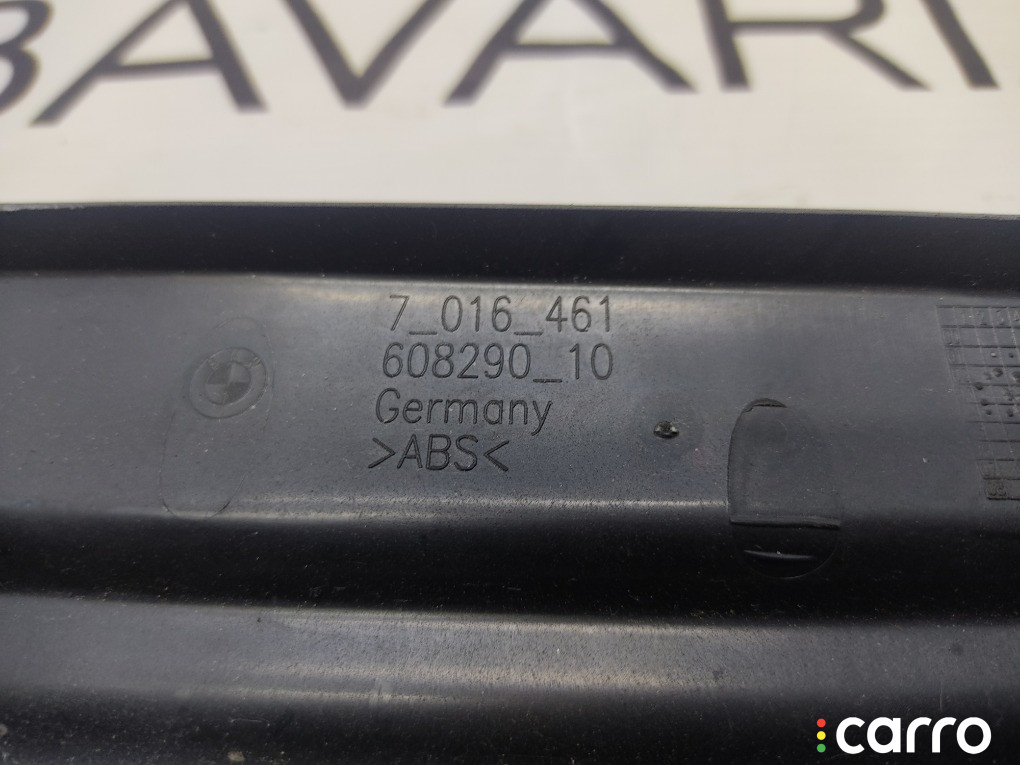 BAVARI
7_016_461
608290_10
Germany
>ABS<
carro